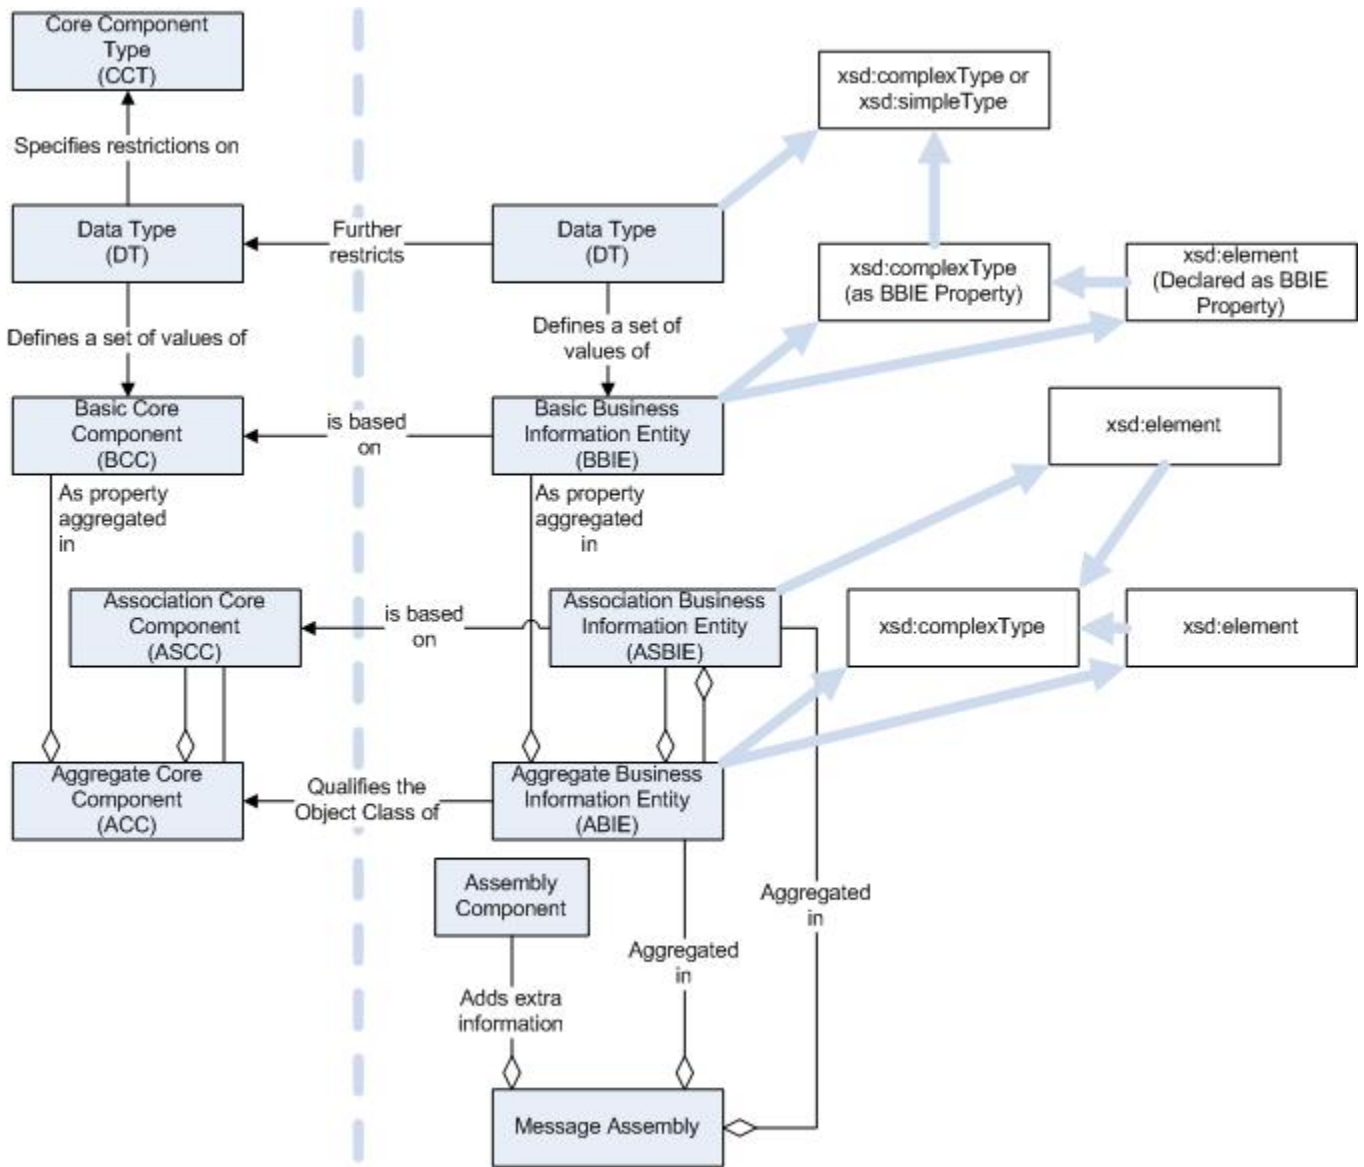 Core Component
Type
(CCT)
xsd:complexType or
xsd:simpleType
Specifies restrictions on
Data Type
(DT)
Further
restricts
Data Type
(DT)
xsd:complexType
(as BBIE Property)
xsd:element
(Declared as BBIE
Property)
Defines a set of values of
Defines a set of
values of
Basic Core
Component
(BCC)
is based
on
Basic Business
Information Entity
(BBIE)
xsd:element
As property
aggregated
in
As property
aggregated
in
Association Core
Component
(ASCC)
is based
on
Association Business
Information Entity
(ASBIE)
xsd:complexType
xsd:element
Aggregate Core
Component
(ACC)
Qualifies the
Object Class of
Aggregate Business
Information Entity
(ABIE)
Assembly
Component
Aggregated
in
Aggregated
in
Adds extra
information
Message Assembly